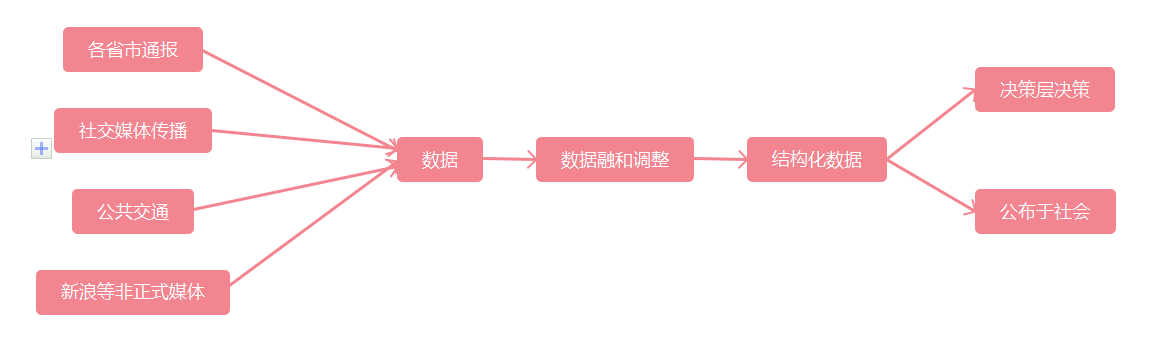 各省市通报
社交媒体传播
公共交通
新浪等非正式媒体
数据
数据融和调整
结构化数据
决策层决策
公布于社会